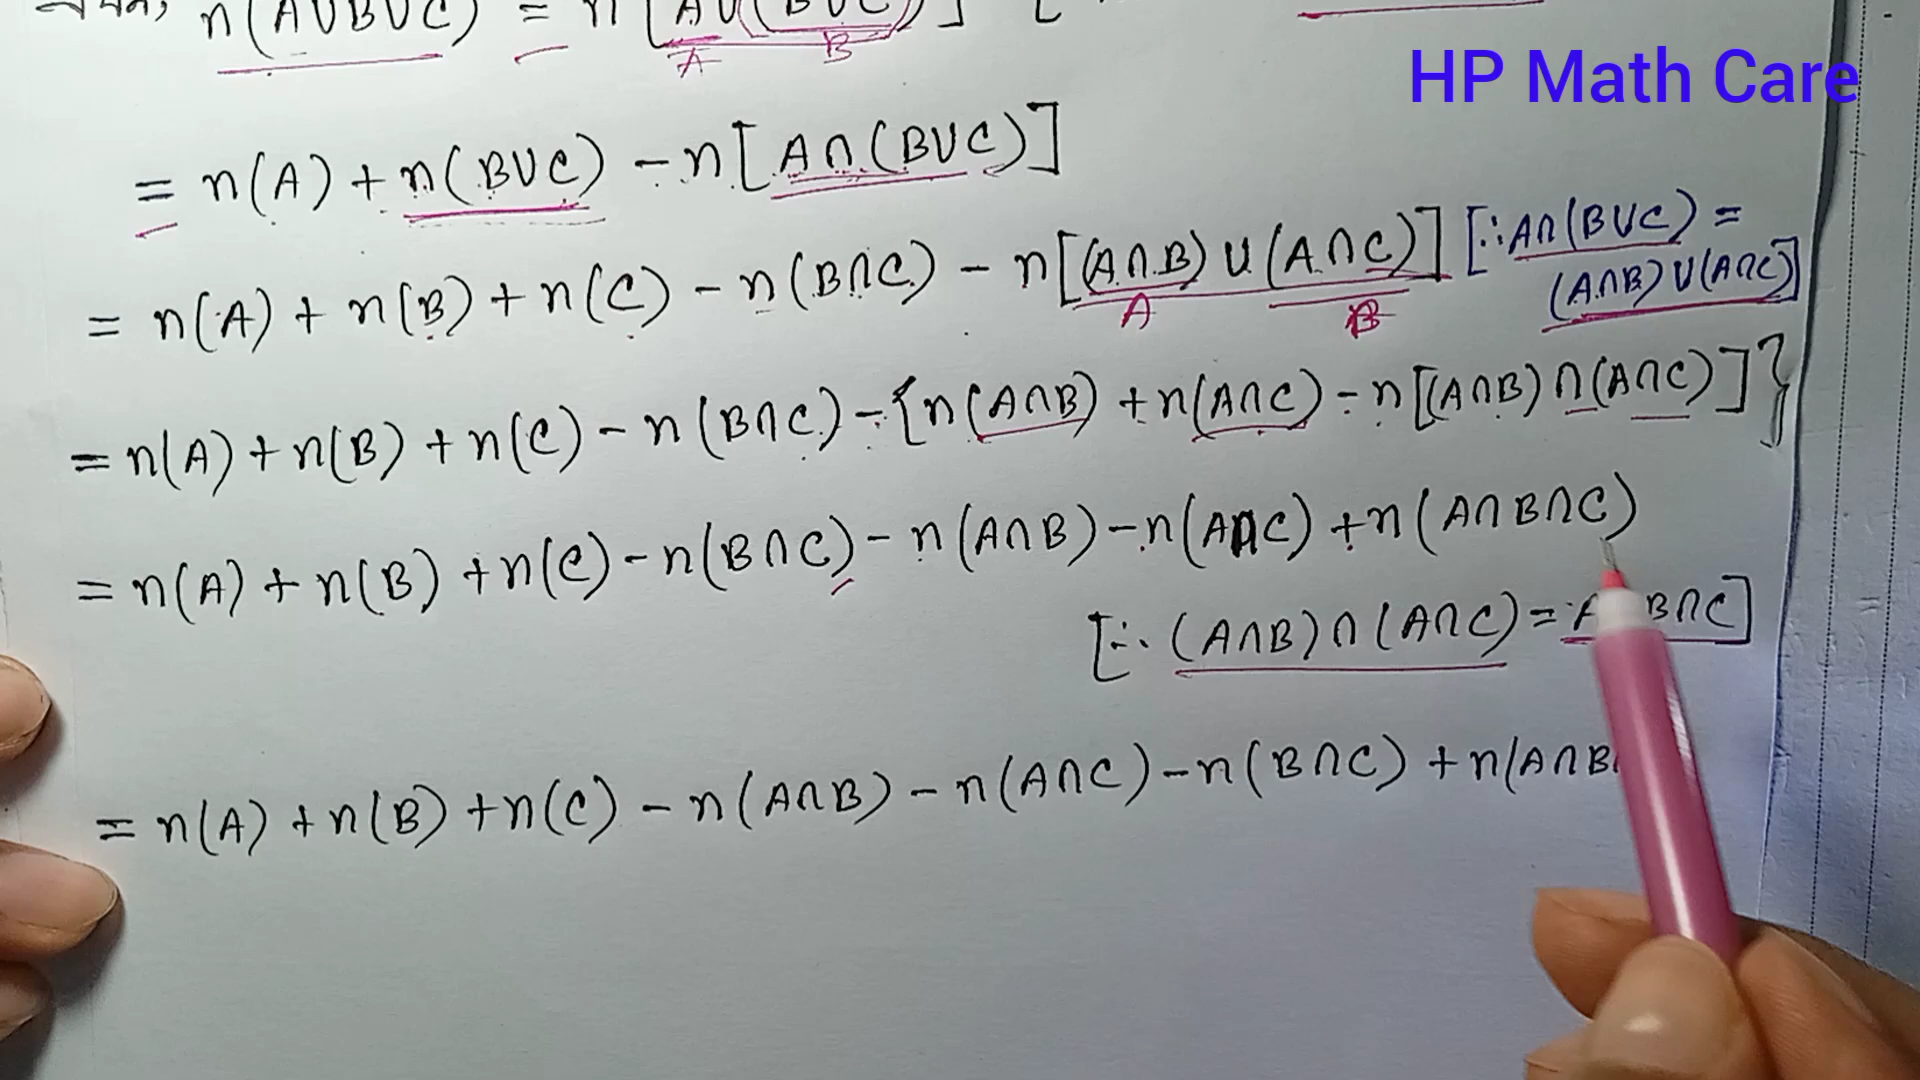 n(A∪B∪C) = n[A∪(B∪C)] [
A B
HP Math Care
= n(A) + n(B∪C) - n[A∩(B∪C)]
= n(A) + n(B) + n(C) - n(B∩C) - n[(A∩B) ∪ (A∩C)] [∵ A∩(B∪C) =
(A∩B) ∪ (A∩C)]
A B
= n(A) + n(B) + n(C) - n(B∩C) - {n(A∩B) + n(A∩C) - n[(A∩B) ∩ (A∩C)]}
= n(A) + n(B) + n(C) - n(B∩C) - n(A∩B) - n(A∩C) + n(A∩B∩C)
[∵ (A∩B) ∩ (A∩C) = A B∩C]
= n(A) + n(B) + n(C) - n(A∩B) - n(A∩C) - n(B∩C) + n(A∩B